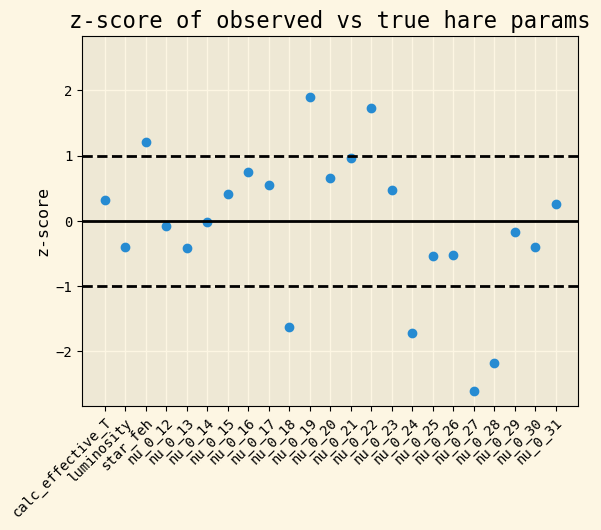 z-score of observed vs true hare params
z-score
2
1
0
−1
−2
calc_effective_T
luminosity
star_feh
nu_0_12
nu_0_13
nu_0_14
nu_0_15
nu_0_16
nu_0_17
nu_0_18
nu_0_19
nu_0_20
nu_0_21
nu_0_22
nu_0_23
nu_0_24
nu_0_25
nu_0_26
nu_0_27
nu_0_28
nu_0_29
nu_0_30
nu_0_31